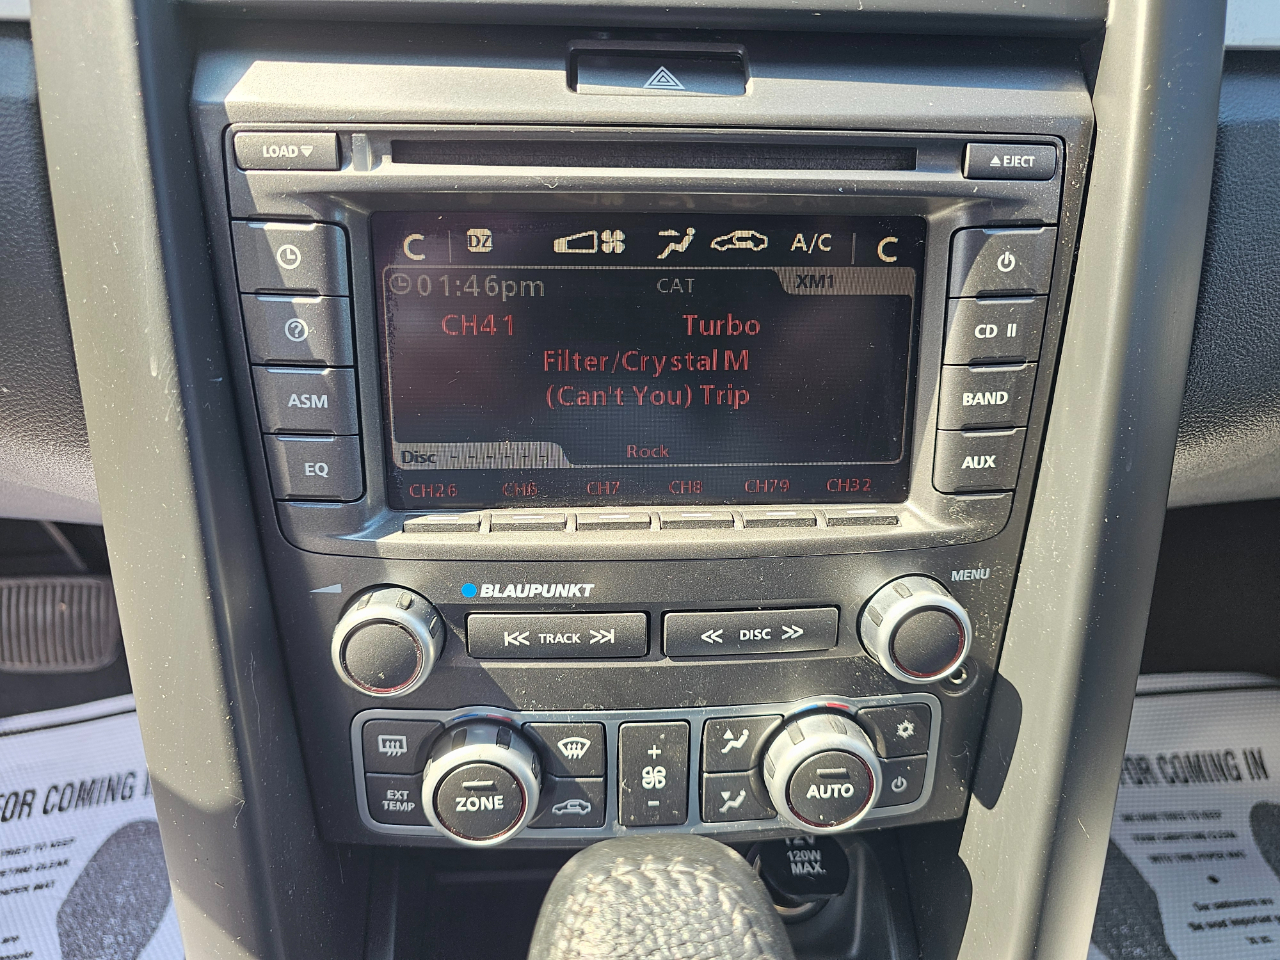 LOAD
EJECT
C DZ A/C C
01:46pm CAT XM1
CH41 Turbo
Filter/Crystal M
(Can't You) Trip
Disc ------ Rock
CH26 CH6 CH7 CH8 CH79 CH32
?
ASM
EQ
CD II
BAND
AUX
BLAUPUNKT
MENU
TRACK
DISC
EXT
TEMP
ZONE
+
-
AUTO
12V
120W
MAX.
FOR COMING IN
FOR COMING IN